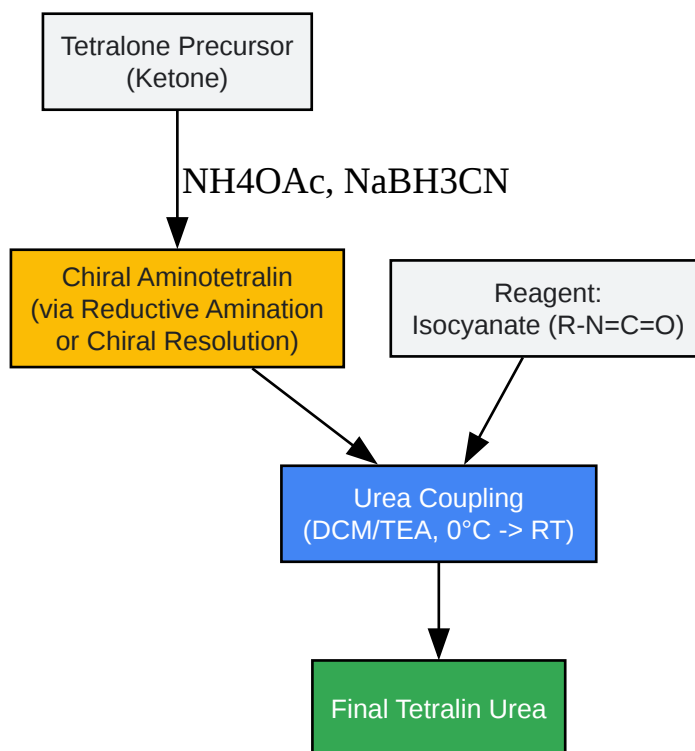 Tetralone Precursor
(Ketone)
NH4OAc, NaBH3CN
Chiral Aminotetralin
(via Reductive Amination
or Chiral Resolution)
Reagent:
Isocyanate (R-N=C=O)
Urea Coupling
(DCM/TEA, 0°C -> RT)
Final Tetralin Urea